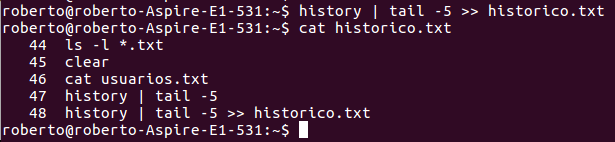 roberto@roberto-Aspire-E1-531:~$ history | tail -5 >> historico.txt
roberto@roberto-Aspire-E1-531:~$ cat historico.txt
   44  ls -l *.txt
   45  clear
   46  cat usuarios.txt
   47  history | tail -5
   48  history | tail -5 >> historico.txt
roberto@roberto-Aspire-E1-531:~$